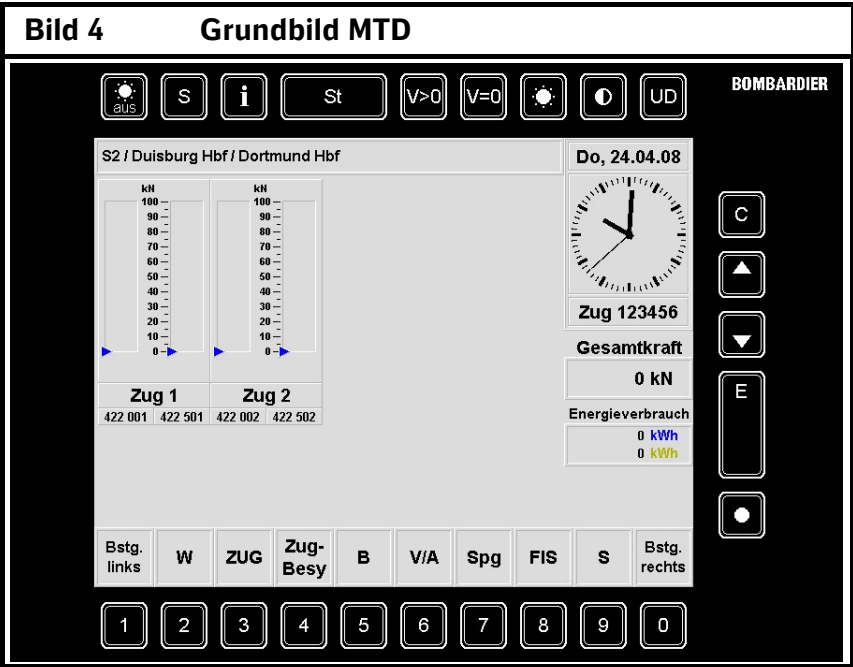 Bild 4 Grundbild MTD
aus S i St V>0 V=0 UD
BOMBARDIER
S2 / Duisburg Hbf / Dortmund Hbf
Do, 24.04.08
kN kN
100 100
90 90
80 80
70 70
60 60
50 50
40 40
30 30
20 20
10 10
0 0
Zug 1 Zug 2
422 001 422 501 422 002 422 502
Zug 123456
Gesamtkraft
0 kN
Energieverbrauch
0 kWh
0 kWh
C
E
Bstg. links W ZUG Zug-Besy B V/A Spg FIS S Bstg. rechts
1 2 3 4 5 6 7 8 9 0